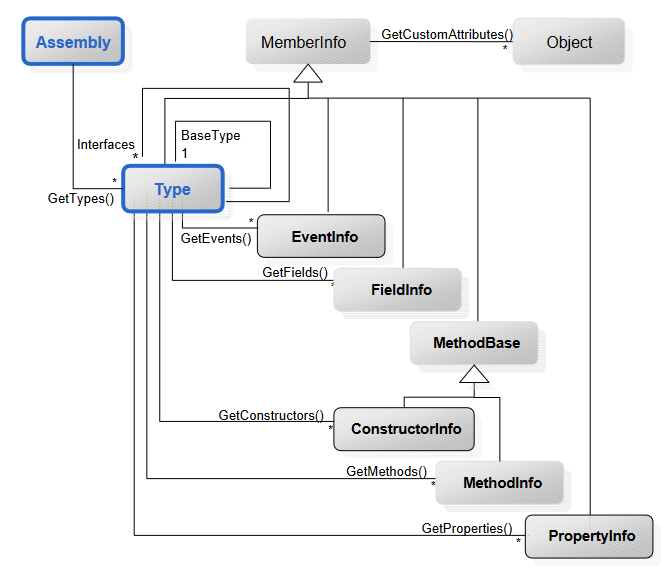 Assembly
MemberInfo
GetCustomAttributes()
*
Object
Interfaces
*
BaseType
1
*
GetTypes()
Type
*
GetEvents()
EventInfo
GetFields()
*
FieldInfo
MethodBase
GetConstructors()
*
ConstructorInfo
GetMethods()
*
MethodInfo
GetProperties()
*
PropertyInfo